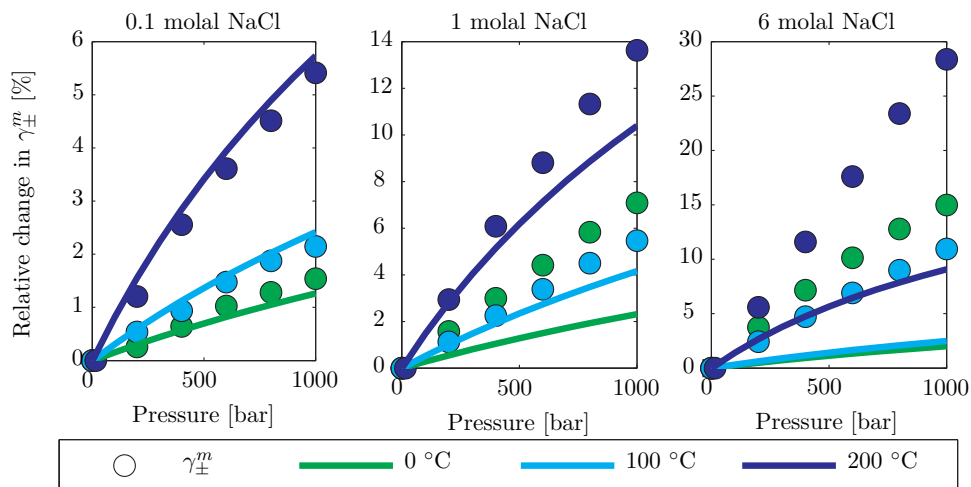 0.1 molal NaCl
1 molal NaCl
6 molal NaCl
Relative change in γ±^m [%]
6
5
4
3
2
1
0
0
500
1000
Pressure [bar]
14
12
10
8
6
4
2
0
0
500
1000
Pressure [bar]
30
25
20
15
10
5
0
0
500
1000
Pressure [bar]
γ±^m
0 °C
100 °C
200 °C